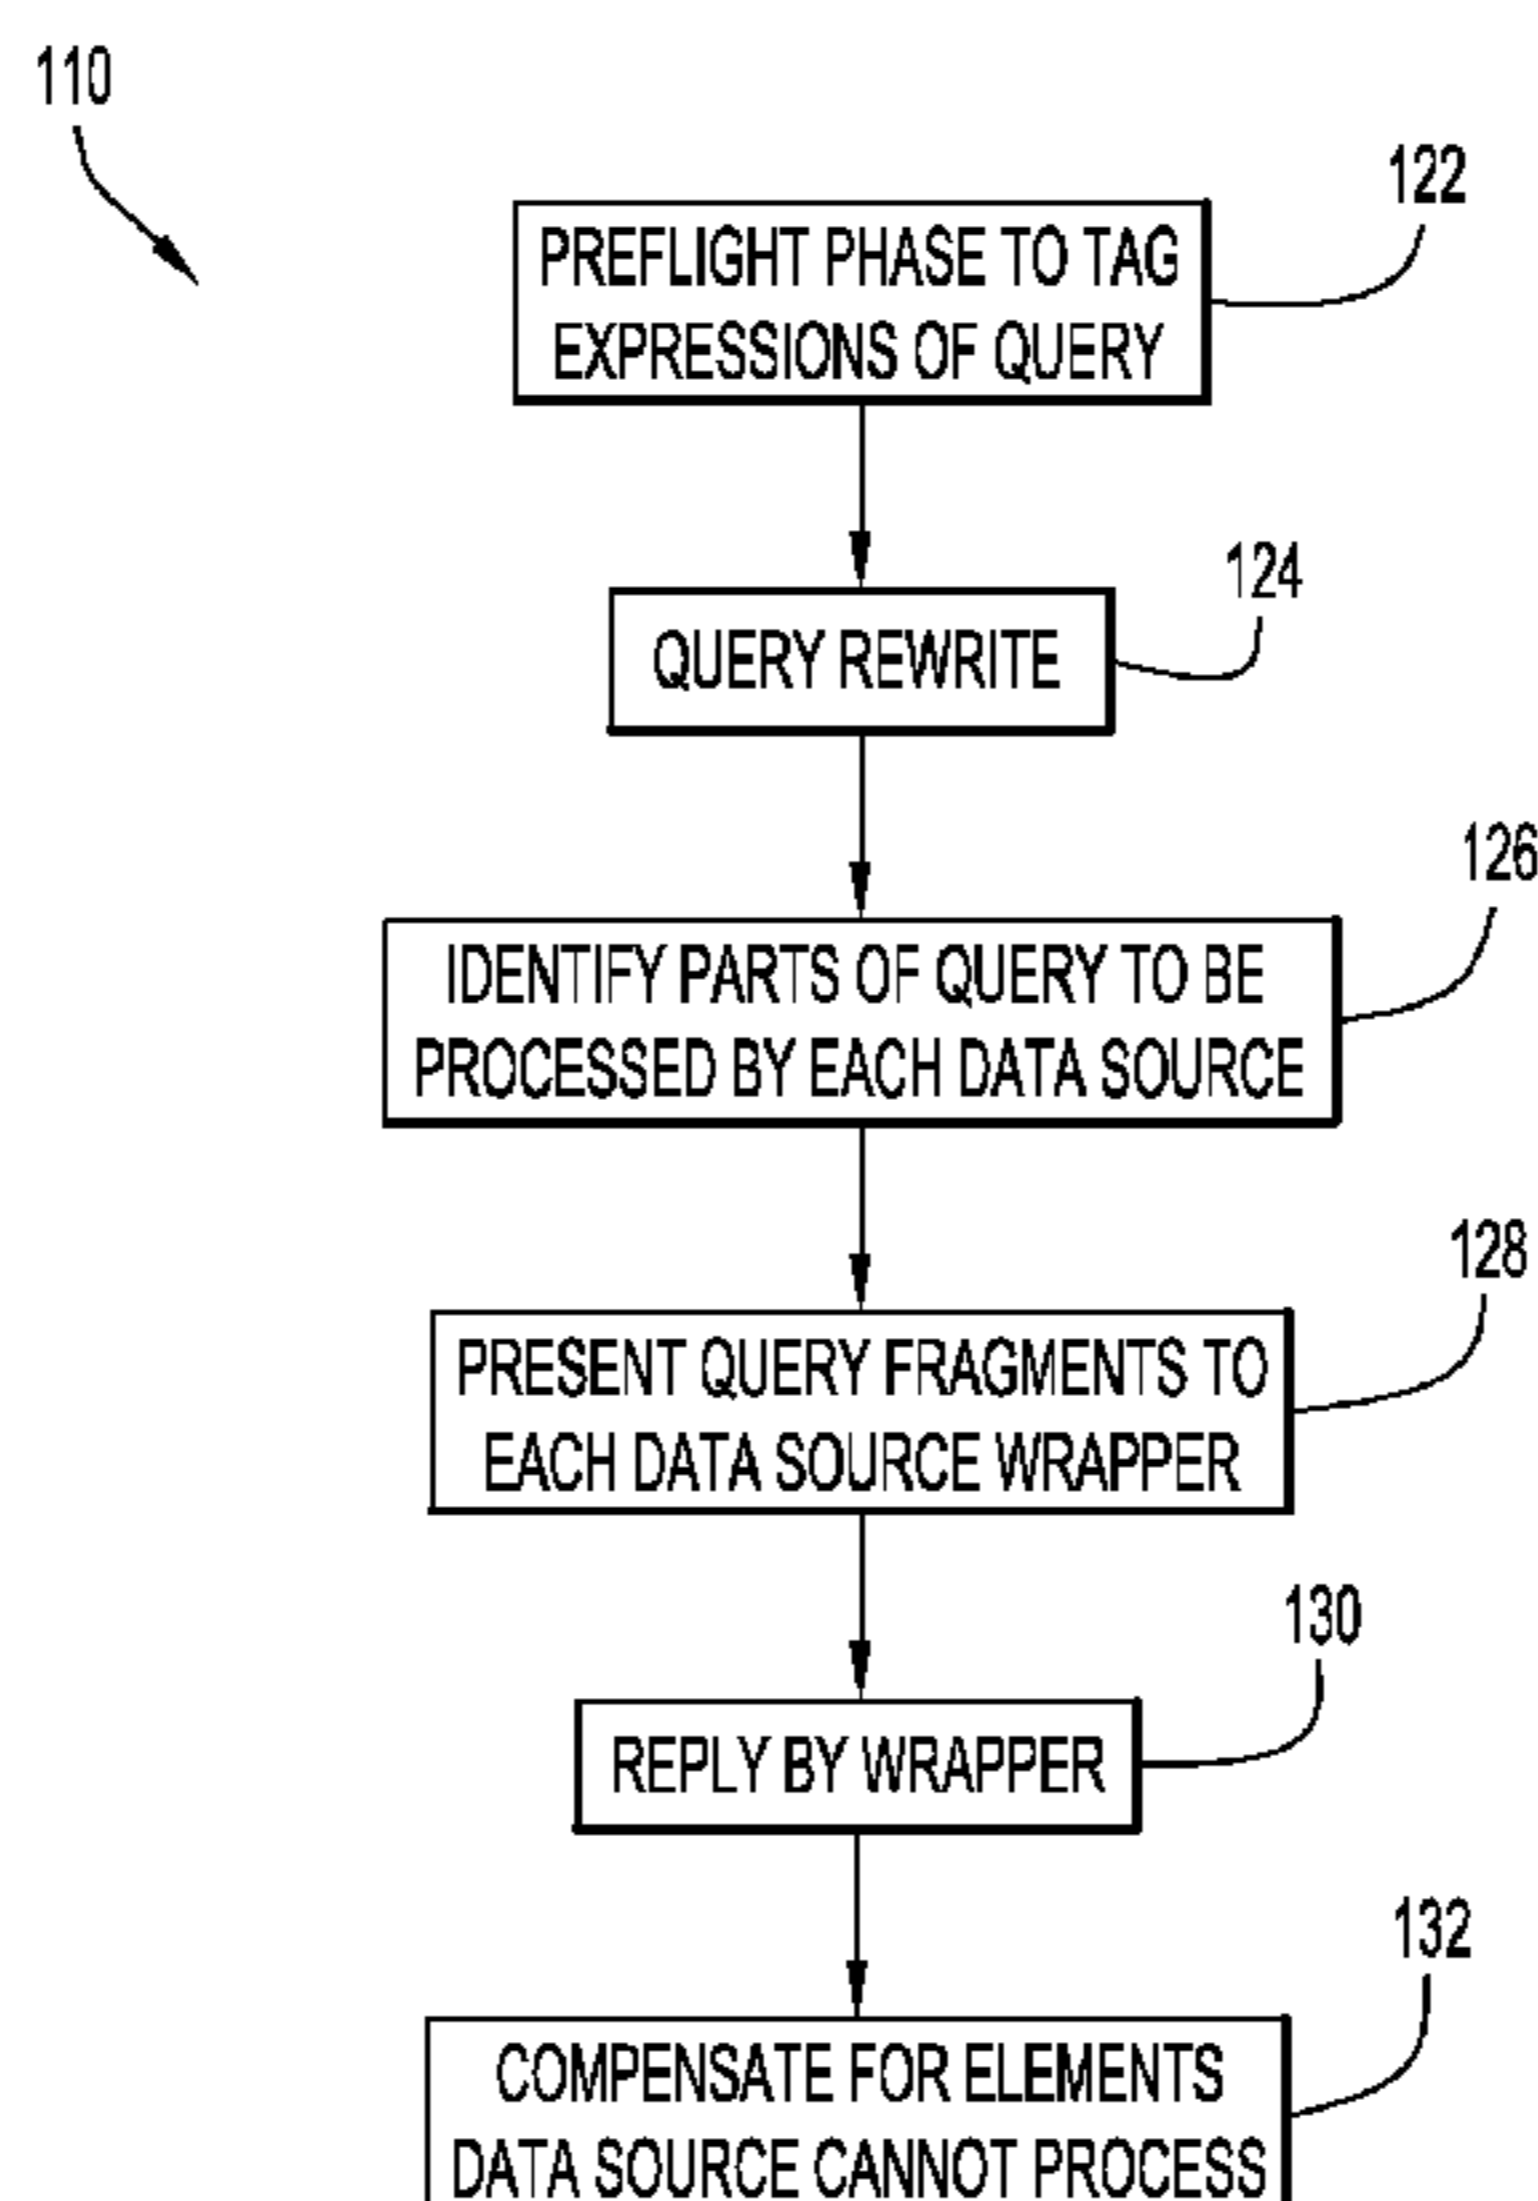 110
122
PREFLIGHT PHASE TO TAG
EXPRESSIONS OF QUERY
124
QUERY REWRITE
126
IDENTIFY PARTS OF QUERY TO BE
PROCESSED BY EACH DATA SOURCE
128
PRESENT QUERY FRAGMENTS TO
EACH DATA SOURCE WRAPPER
130
REPLY BY WRAPPER
132
COMPENSATE FOR ELEMENTS
DATA SOURCE CANNOT PROCESS